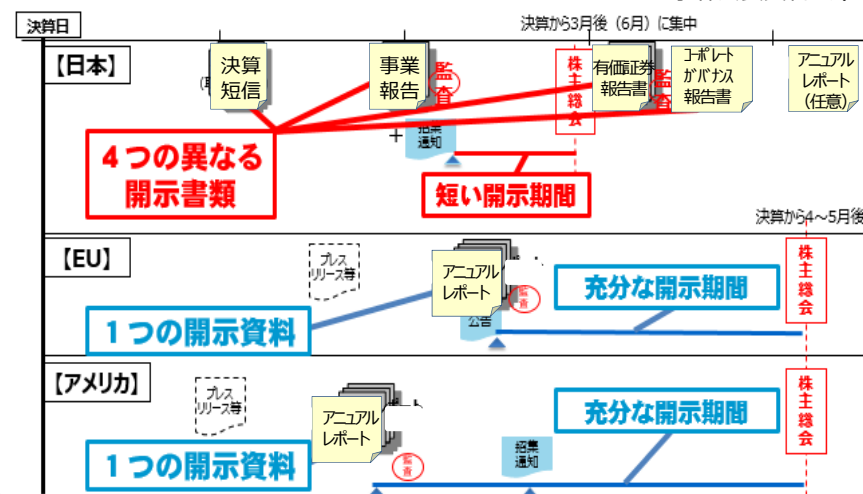 決算日
決算から3月後（6月）に集中
【日本】
決算
短信
事業
報告
監
査
株
主
総
会
有価証券
報告書
監
査
ｺｰﾎﾟﾚｰﾄ
ｶﾞﾊﾞﾅﾝｽ
報告書
アニュアル
レポート
（任意）
＋
招集
通知
４つの異なる
開示書類
短い開示期間
決算から4～5月後
【EU】
プレス
リリース等
アニュアル
レポート
監
査
公告
充分な開示期間
株
主
総
会
１つの開示資料
【アメリカ】
プレス
リリース等
アニュアル
レポート
監
査
招集
通知
充分な開示期間
株
主
総
会
１つの開示資料